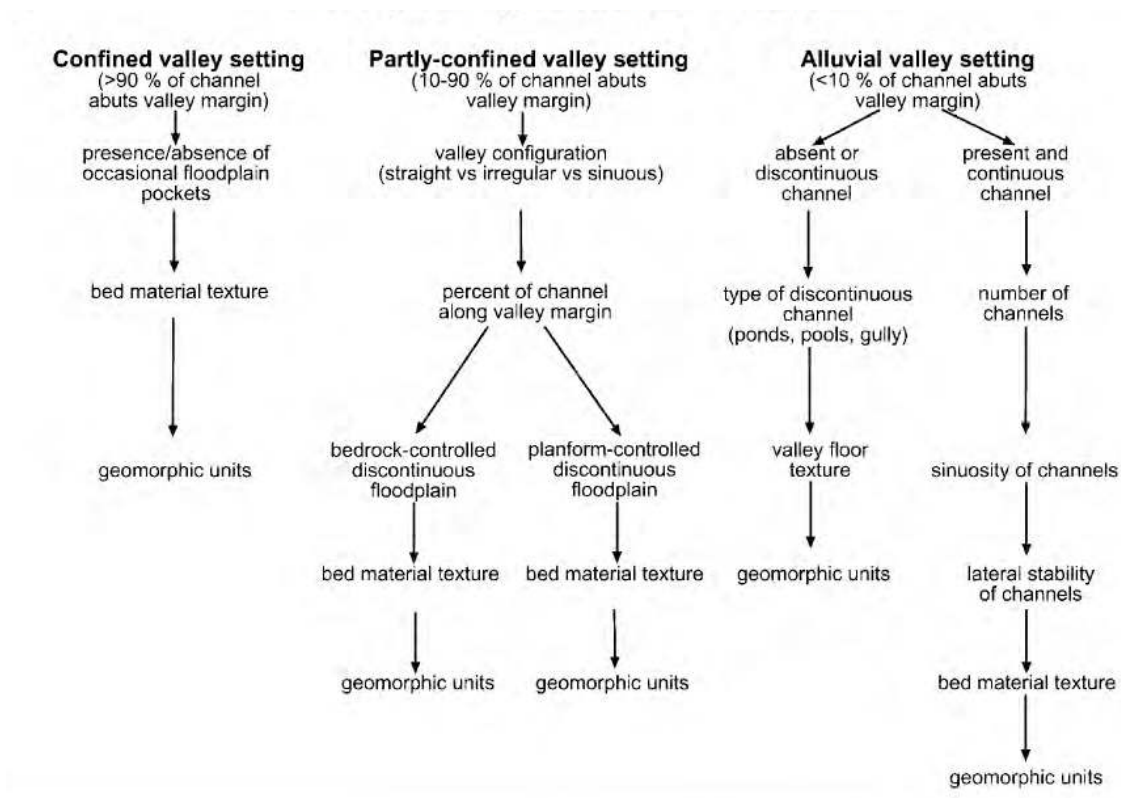 Confined valley setting
(>90 % of channel
abuts valley margin)
presence/absence of
occasional floodplain
pockets
bed material texture
geomorphic units
Partly-confined valley setting
(10-90 % of channel abuts
valley margin)
valley configuration
(straight vs irregular vs sinuous)
percent of channel
along valley margin
bedrock-controlled
discontinuous
floodplain
bed material texture
geomorphic units
planform-controlled
discontinuous
floodplain
bed material texture
geomorphic units
Alluvial valley setting
(<10 % of channel abuts
valley margin)
absent or
discontinuous
channel
type of discontinuous
channel
(ponds, pools, gully)
valley floor
texture
geomorphic units
present and
continuous
channel
number of
channels
sinuosity of channels
lateral stability
of channels
bed material texture
geomorphic units